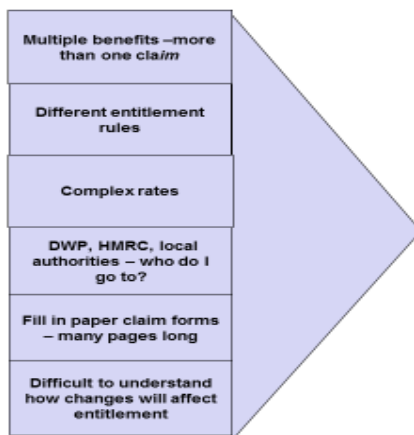 Multiple benefits –more
than one claim
Different entitlement
rules
Complex rates
DWP, HMRC, local
authorities – who do I
go to?
Fill in paper claim forms
– many pages long
Difficult to understand
how changes will affect
entitlement